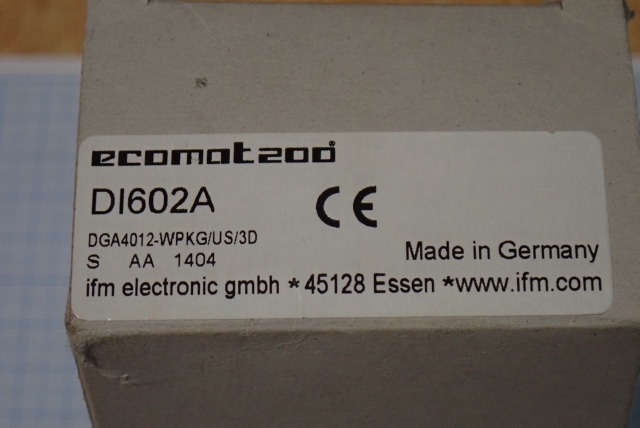 ecomat200
DI602A
CE
DGA4012-WPKG/US/3D
S AA 1404
Made in Germany
ifm electronic gmbh * 45128 Essen *www.ifm.com